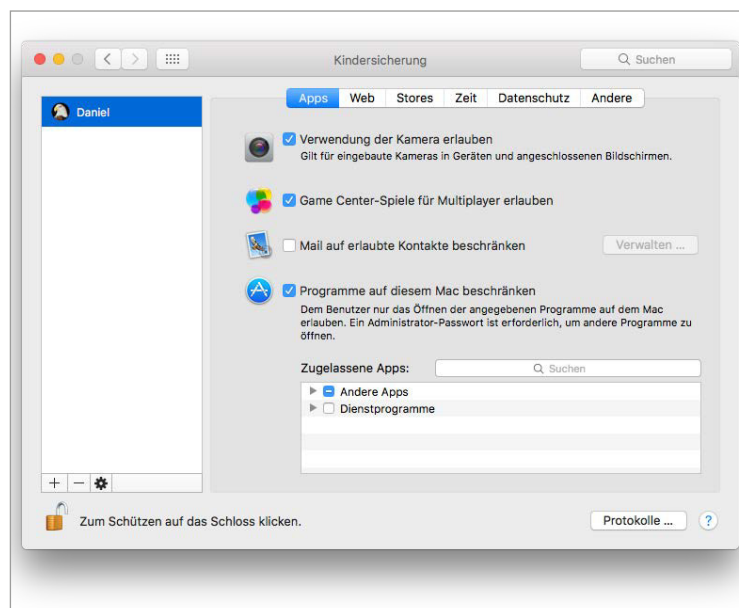 Kindersicherung
Suchen
Daniel
Apps Web Stores Zeit Datenschutz Andere
Verwendung der Kamera erlauben
Gilt für eingebaute Kameras in Geräten und angeschlossenen Bildschirmen.
Game Center-Spiele für Multiplayer erlauben
Mail auf erlaubte Kontakte beschränken
Verwalten ...
Programme auf diesem Mac beschränken
Dem Benutzer nur das Öffnen der angegebenen Programme auf dem Mac
erlauben. Ein Administrator-Passwort ist erforderlich, um andere Programme zu
öffnen.
Zugelassene Apps:
Suchen
Andere Apps
Dienstprogramme
Zum Schützen auf das Schloss klicken.
Protokolle ...
?